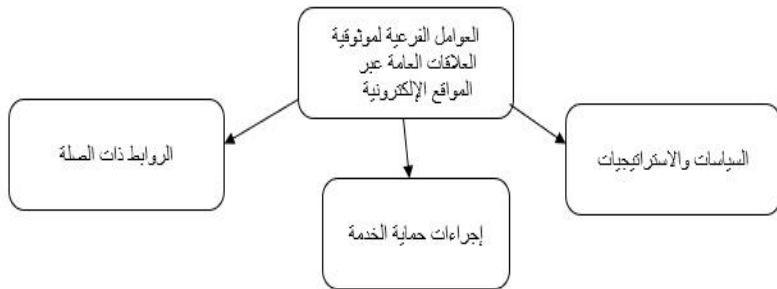 العوامل الفرعية لموثوقية
العلاقات العامة عبر
المواقع الإلكترونية
السياسات والاستراتيجيات
الروابط ذات الصلة
إجراءات حماية الخدمة